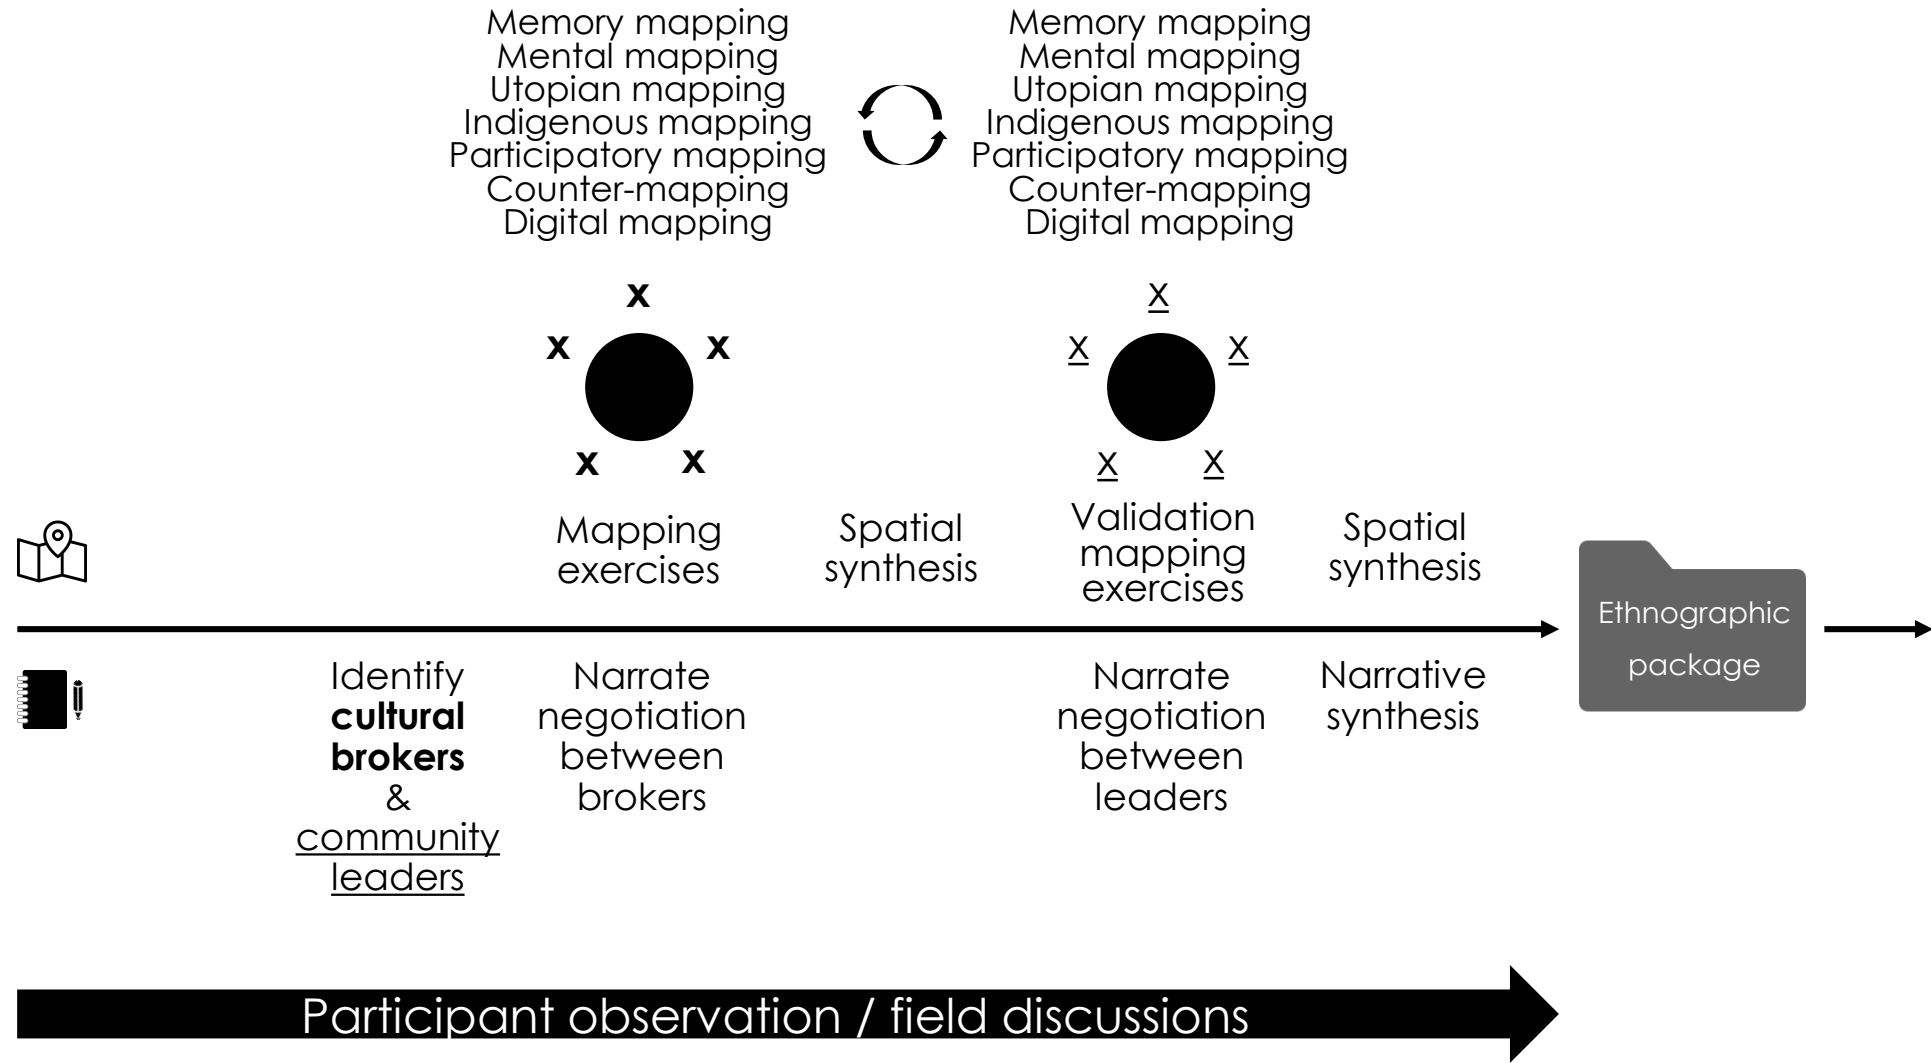 Memory mapping
Mental mapping
Utopian mapping
Indigenous mapping
Participatory mapping
Counter-mapping
Digital mapping
Memory mapping
Mental mapping
Utopian mapping
Indigenous mapping
Participatory mapping
Counter-mapping
Digital mapping
x
x
x
x
x
x
x
x
x
x
Mapping
exercises
Spatial
synthesis
Validation
mapping
exercises
Spatial
synthesis
Ethnographic
package
Identify
cultural
brokers
&
community
leaders
Narrate
negotiation
between
brokers
Narrate
negotiation
between
leaders
Narrative
synthesis
Participant observation / field discussions